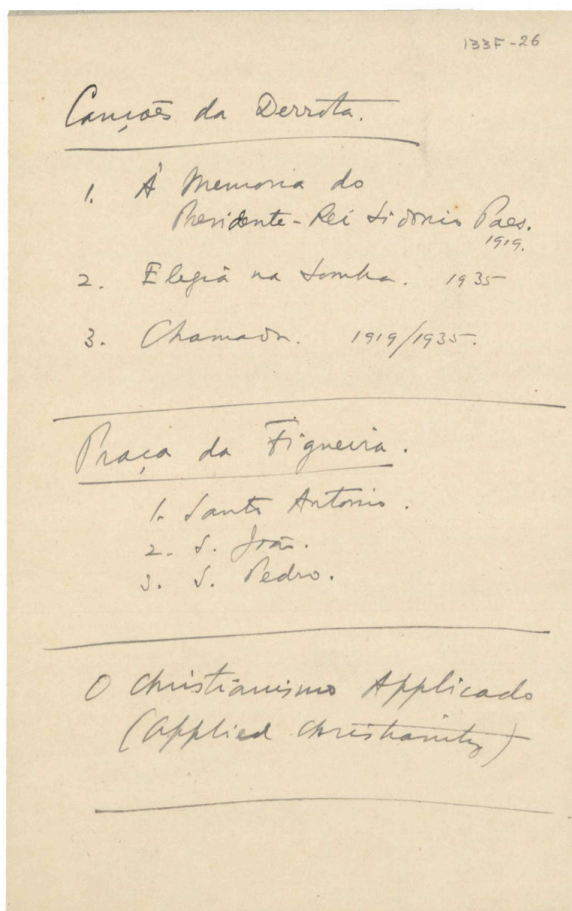 133F-26
Canções da Derrota.
1. À Memoria do
Presidente-Rei Sidonio Paes.
1919.
2. Elegia na Sombra. 1935
3. Chamada. 1919/1935.
Praça da Figueira.
1. Santo Antonio.
2. S. João.
3. S. Pedro.
O Christianismo Applicado
(Applied Christianity)